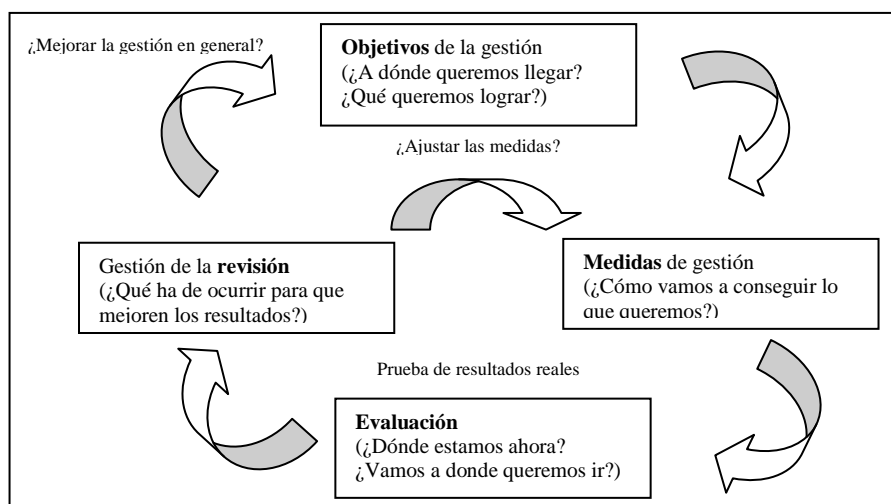 ¿Mejorar la gestión en general?
Objetivos de la gestión
(¿A dónde queremos llegar?
¿Qué queremos lograr?)
¿Ajustar las medidas?
Gestión de la revisión
(¿Qué ha de ocurrir para que
mejoren los resultados?)
Medidas de gestión
(¿Cómo vamos a conseguir lo
que queremos?)
Prueba de resultados reales
Evaluación
(¿Dónde estamos ahora?
¿Vamos a donde queremos ir?)